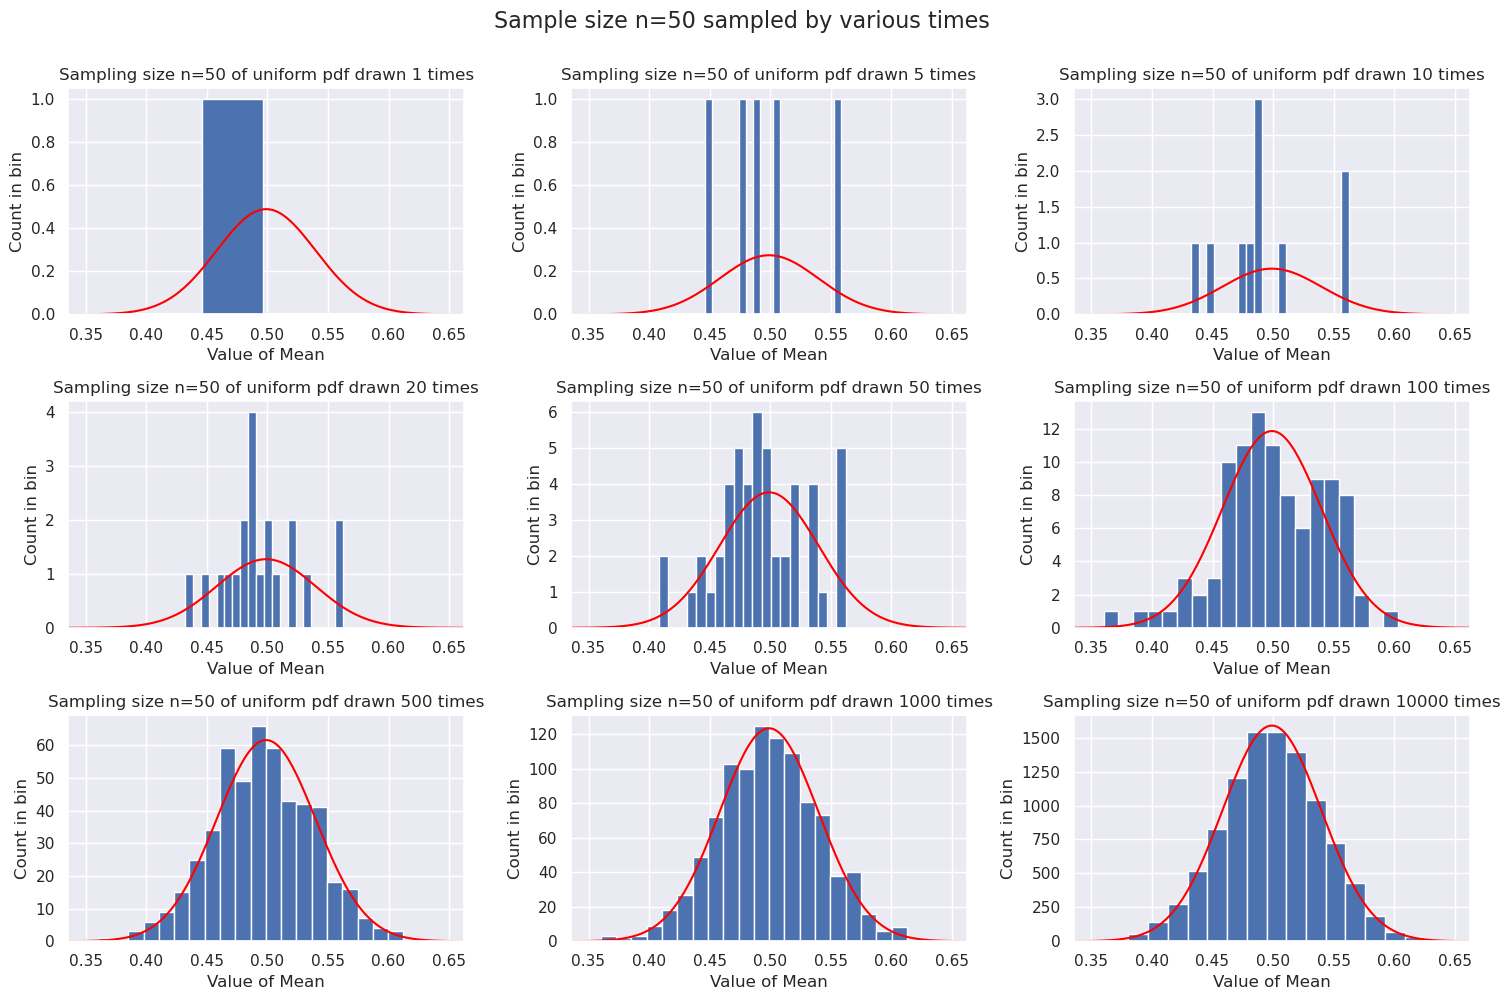 Sample size n=50 sampled by various times
Sampling size n=50 of uniform pdf drawn 1 times
1.0
0.8
0.6
0.4
0.2
0.0
Count in bin
0.35 0.40 0.45 0.50 0.55 0.60 0.65
Value of Mean
Sampling size n=50 of uniform pdf drawn 5 times
1.0
0.8
0.6
0.4
0.2
0.0
Count in bin
0.35 0.40 0.45 0.50 0.55 0.60 0.65
Value of Mean
Sampling size n=50 of uniform pdf drawn 10 times
3.0
2.5
2.0
1.5
1.0
0.5
0.0
Count in bin
0.35 0.40 0.45 0.50 0.55 0.60 0.65
Value of Mean
Sampling size n=50 of uniform pdf drawn 20 times
4
3
2
1
0
Count in bin
0.35 0.40 0.45 0.50 0.55 0.60 0.65
Value of Mean
Sampling size n=50 of uniform pdf drawn 50 times
6
5
4
3
2
1
0
Count in bin
0.35 0.40 0.45 0.50 0.55 0.60 0.65
Value of Mean
Sampling size n=50 of uniform pdf drawn 100 times
12
10
8
6
4
2
0
Count in bin
0.35 0.40 0.45 0.50 0.55 0.60 0.65
Value of Mean
Sampling size n=50 of uniform pdf drawn 500 times
60
50
40
30
20
10
0
Count in bin
0.35 0.40 0.45 0.50 0.55 0.60 0.65
Value of Mean
Sampling size n=50 of uniform pdf drawn 1000 times
120
100
80
60
40
20
0
Count in bin
0.35 0.40 0.45 0.50 0.55 0.60 0.65
Value of Mean
Sampling size n=50 of uniform pdf drawn 10000 times
1500
1250
1000
750
500
250
0
Count in bin
0.35 0.40 0.45 0.50 0.55 0.60 0.65
Value of Mean